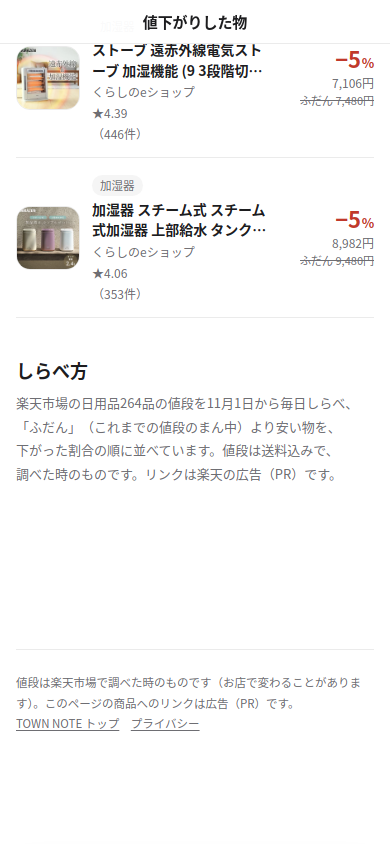 値下がりした物
ストーブ 遠赤外線電気スト
ーブ 加湿機能 (9 3段階切…
くらしのeショップ
★4.39
（446件）
−5%
7,106円
ふだん 7,480円
遠赤外線
加湿機能
加湿器
加湿器 スチーム式 スチーム
式加湿器 上部給水 タンク…
くらしのeショップ
★4.06
（353件）
−5%
8,982円
ふだん 9,480円
しらべ方
楽天市場の日用品264品の値段を11月1日から毎日しらべ、
「ふだん」（これまでの値段のまん中）より安い物を、
下がった割合の順に並べています。値段は送料込みで、
調べた時のものです。リンクは楽天の広告（PR）です。
値段は楽天市場で調べた時のものです（お店で変わることがありま
す）。このページの商品へのリンクは広告（PR）です。
TOWN NOTE トップ プライバシー